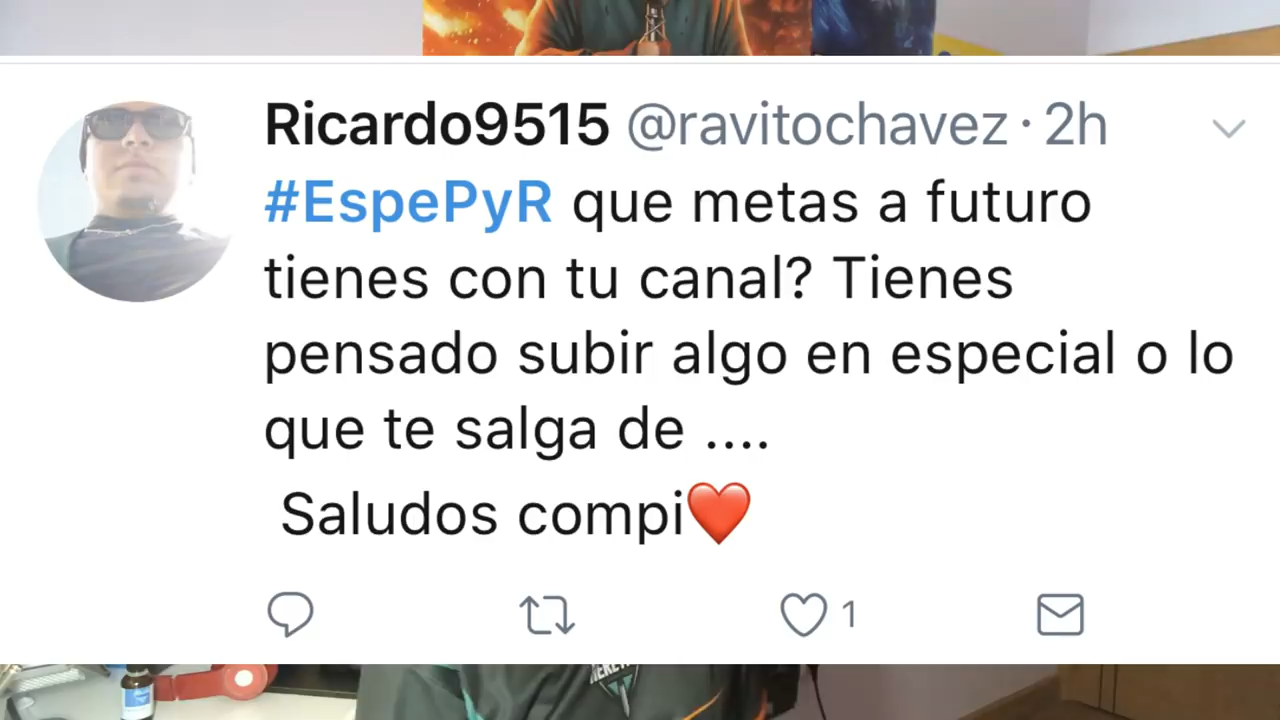 Ricardo9515 @ravitochavez · 2h
#EspePyR que metas a futuro
tienes con tu canal? Tienes
pensado subir algo en especial o lo
que te salga de ....
Saludos compi❤️
1